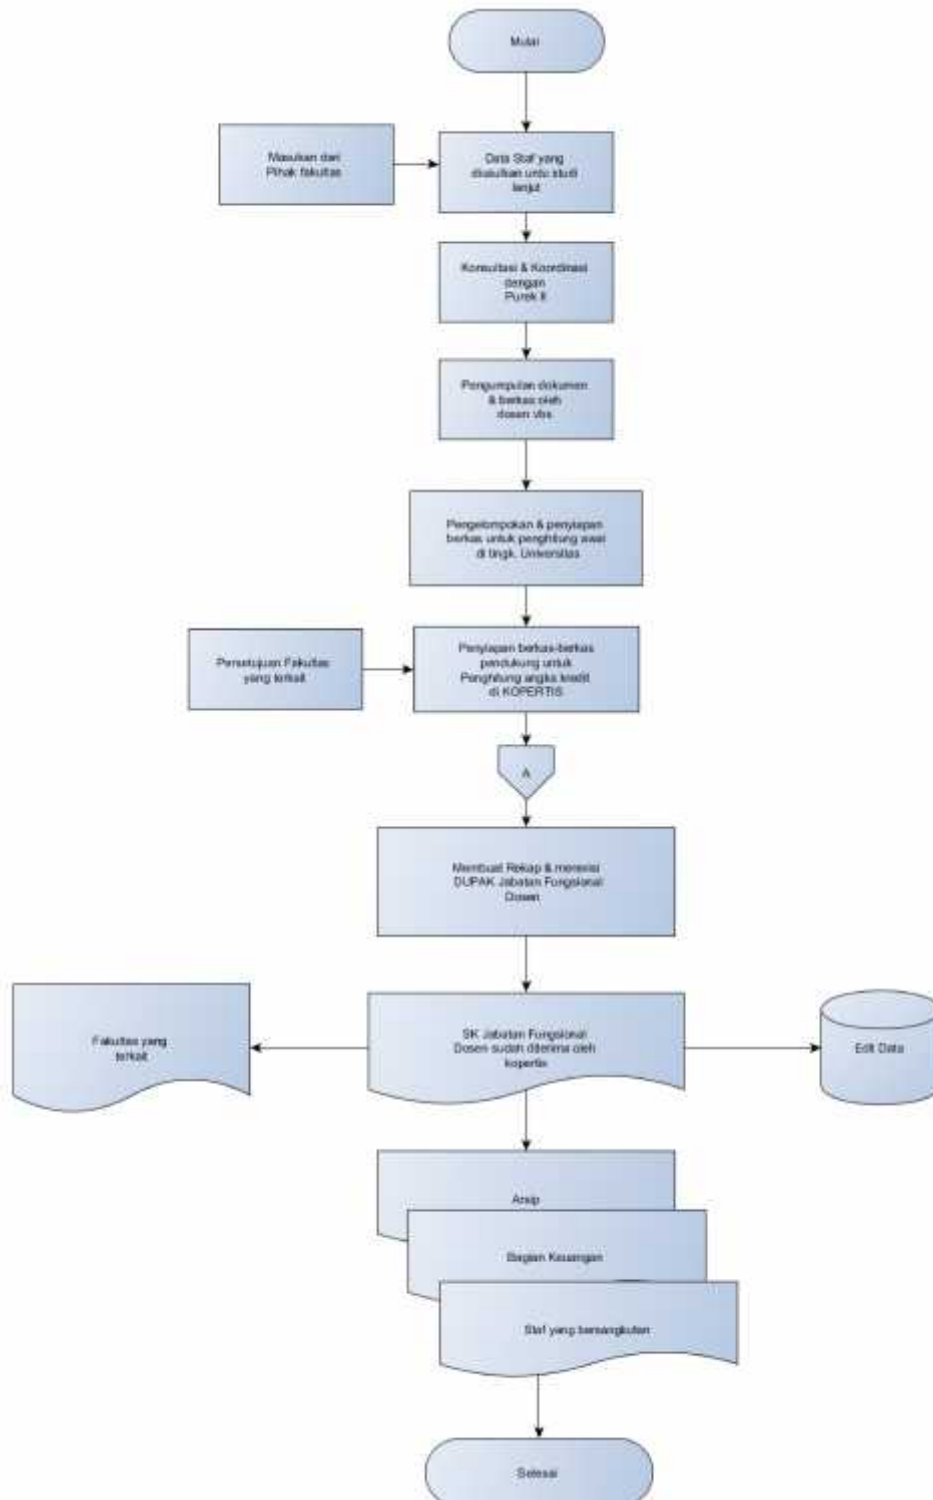 Mulai
Masukan dari
Pihak fakultas
Data Staf yang
diusulkan untu studi
lanjut
Konsultasi & Koordinasi
dengan
Purek II
Pengumpulan dokumen
& berkas oleh
dosen ybs
Pengelompokan & penyiapan
berkas untuk penghitung awal
di tingk. Universitas
Persetujuan Fakultas
yang terkait
Penyiapan berkas-berkas
pendukung untuk
Penghitung angka kredit
di KOPERTIS
A
Membuat Rekap & merevisi
DUPAK Jabatan Fungsional
Dosen
Fakultas yang
terkait
SK Jabatan Fungsional
Dosen sudah diterima oleh
kopertis
Edit Data
Arsip
Bagian Keuangan
Staf yang bersangkutan
Selesai